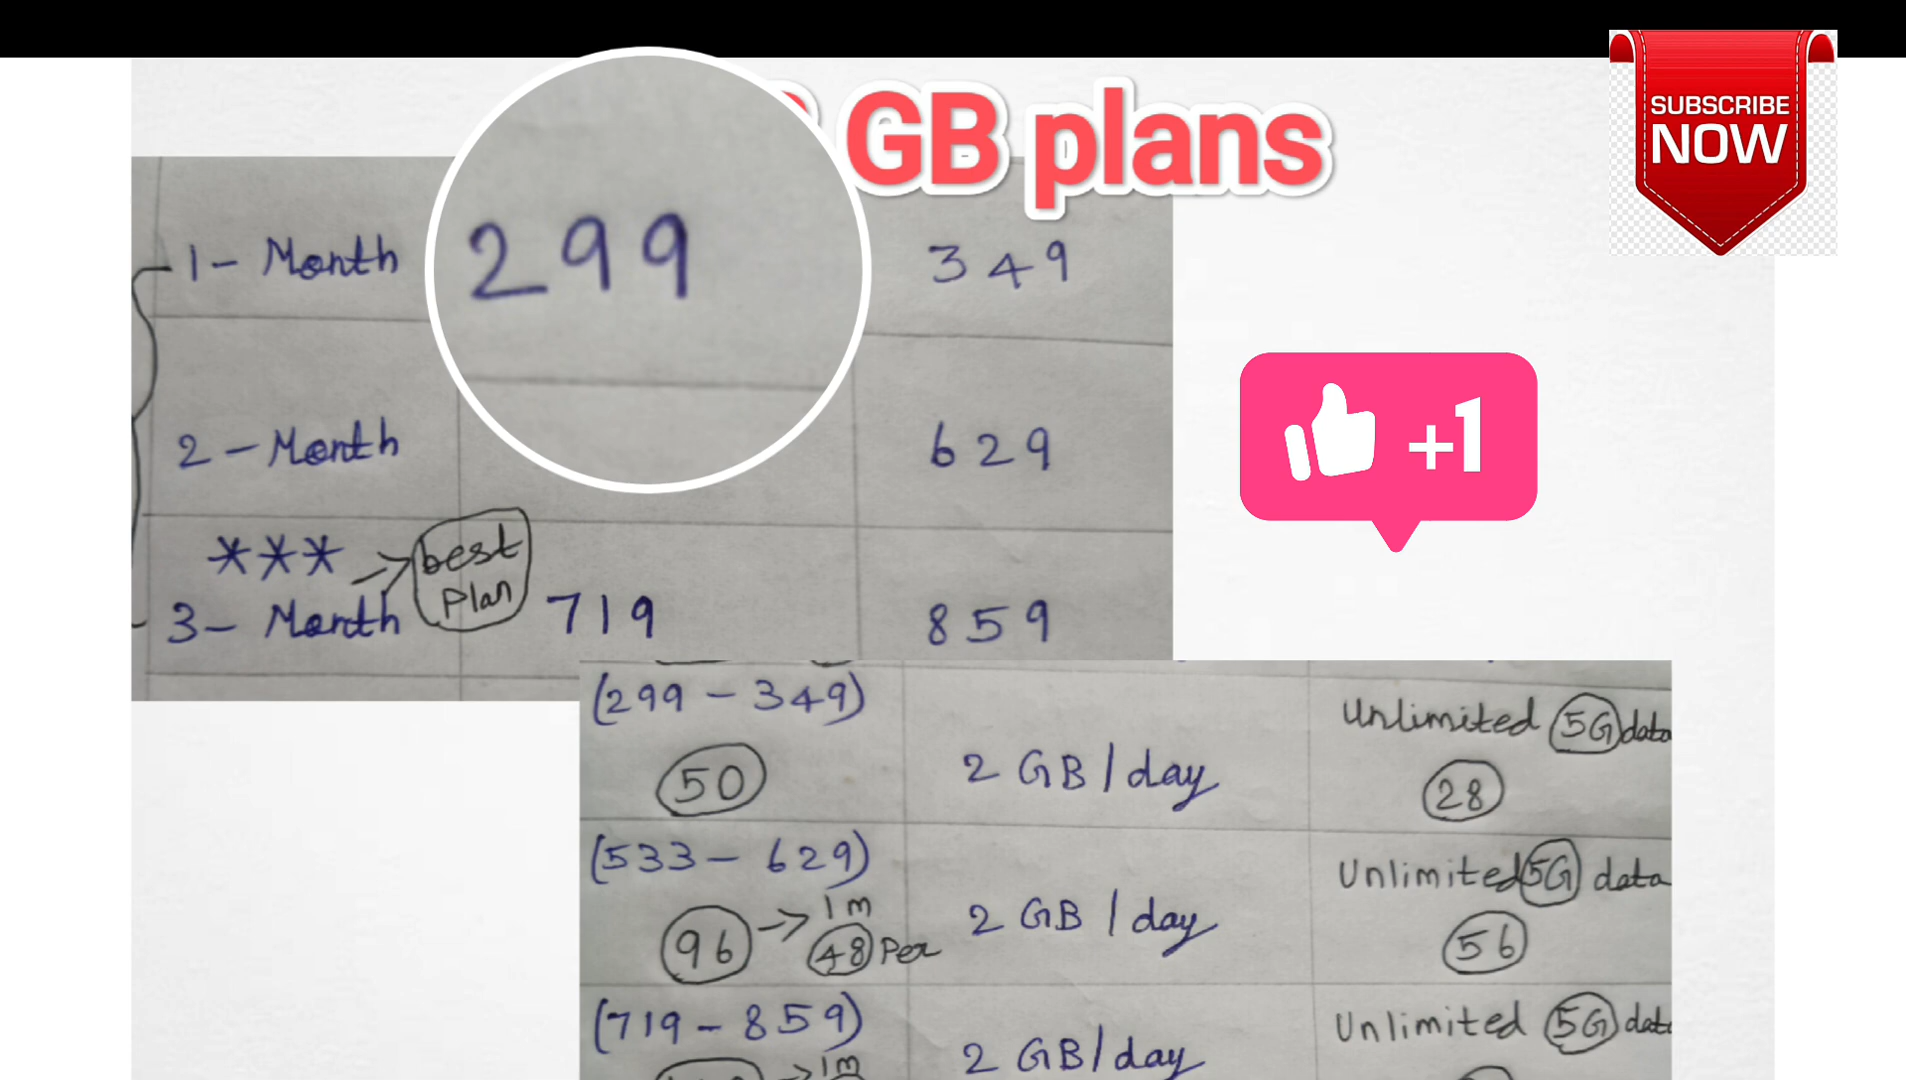 GB plans
SUBSCRIBE
NOW
1 - Month 299 349
2 - Month 629
*** → best
Plan
3 - Month 719 859
+1
(299 - 349) Unlimited 5G data
50 2 GB / day 28
(533 - 629) Unlimited 5G data
96 → 1m 2 GB / day
48 Per 56
(719 - 859) Unlimited 5G
→ 1m 2 GB / day